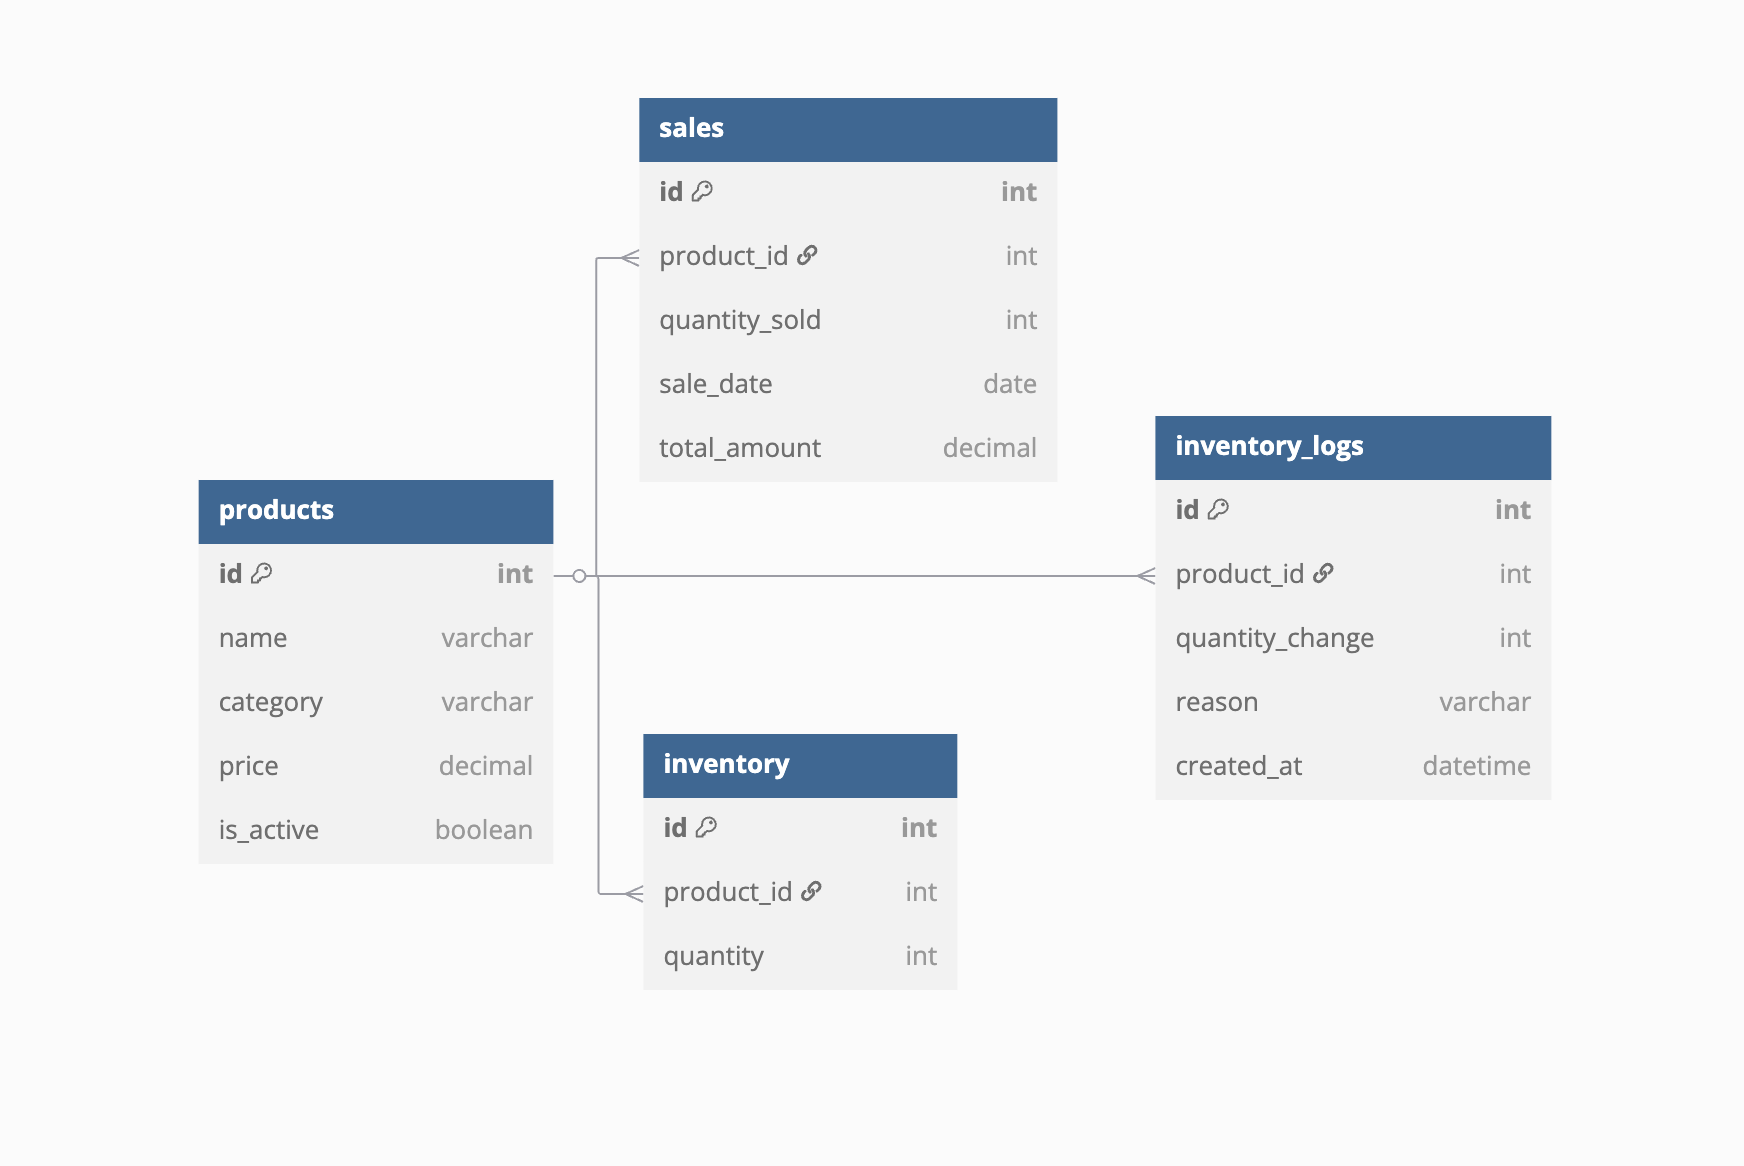 sales
id int
product_id int
quantity_sold int
sale_date date
total_amount decimal
products
id int
name varchar
category varchar
price decimal
is_active boolean
inventory_logs
id int
product_id int
quantity_change int
reason varchar
created_at datetime
inventory
id int
product_id int
quantity int